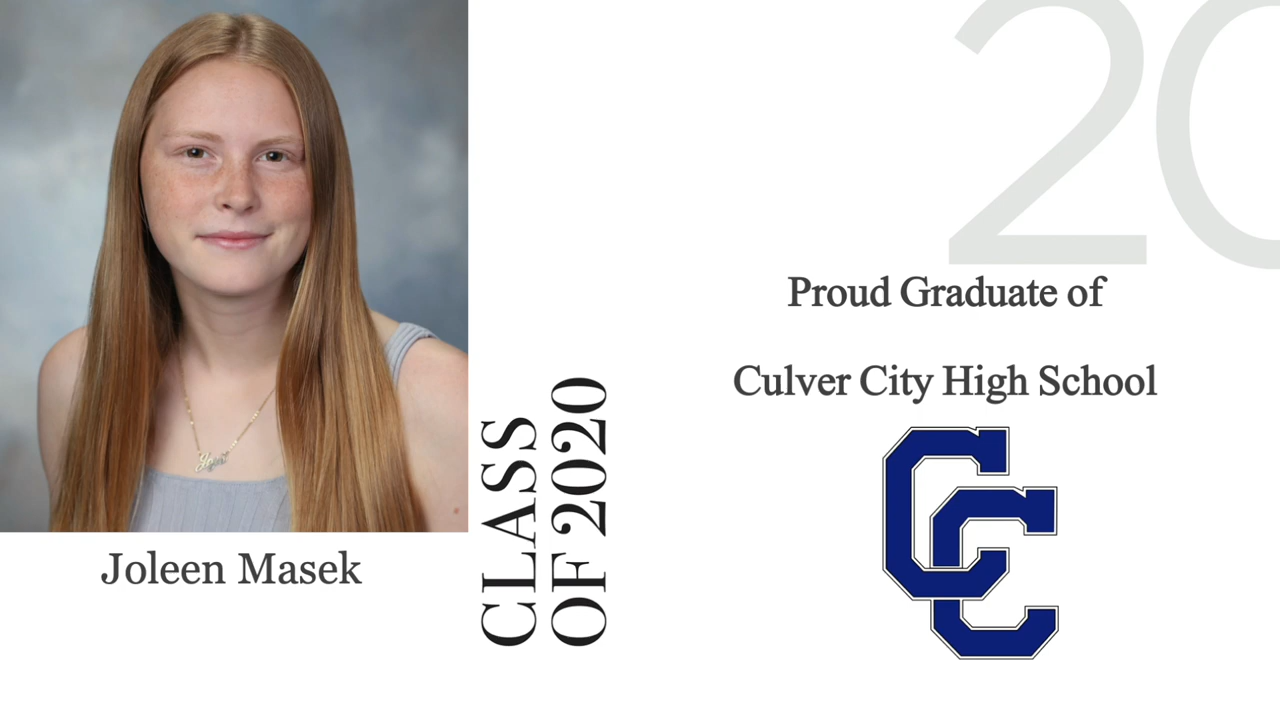 Joleen Masek
CLASS
OF 2020
20
Proud Graduate of
Culver City High School
CC